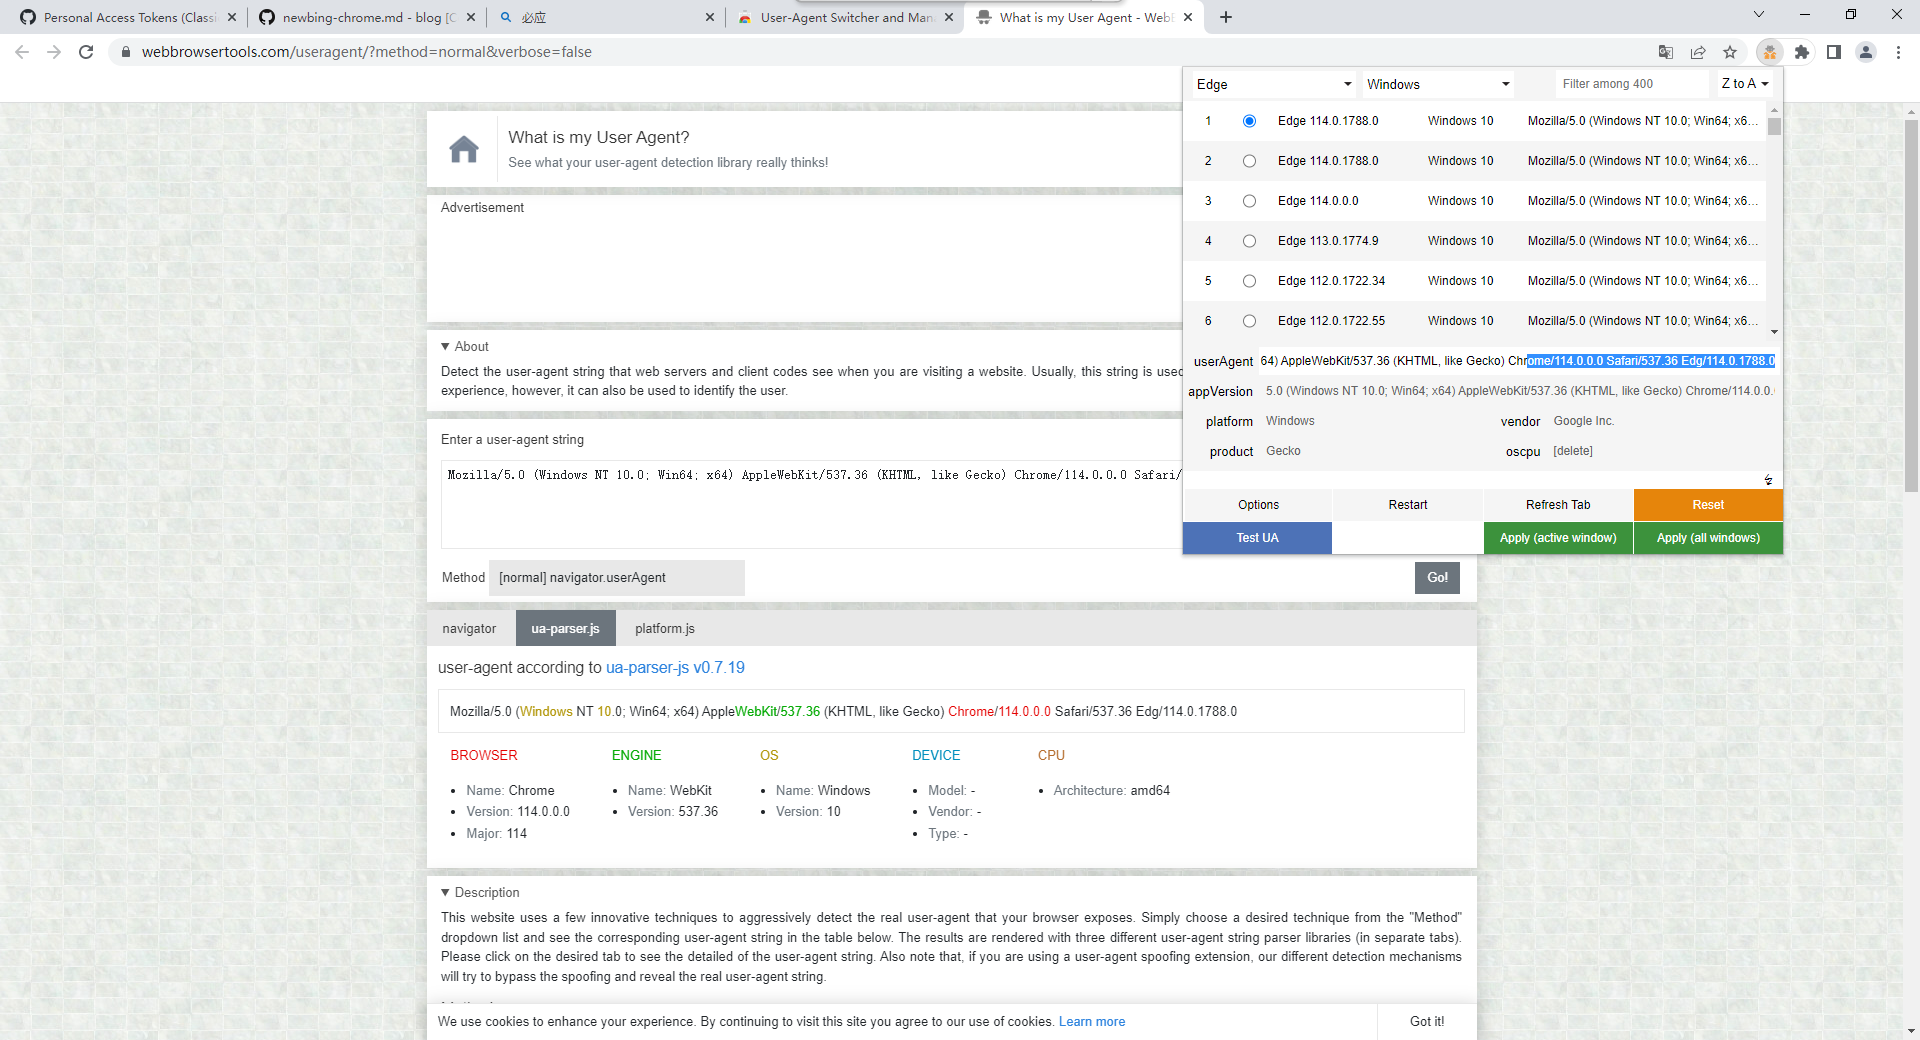 Personal Access Tokens (Classi
newbing-chrome.md - blog [C
必应
User-Agent Switcher and Man
What is my User Agent - WebB
webbrowsertools.com/useragent/?method=normal&verbose=false
What is my User Agent?
See what your user-agent detection library really thinks!
Advertisement
About
Detect the user-agent string that web servers and client codes see when you are visiting a website. Usually, this string is used
experience, however, it can also be used to identify the user.
Enter a user-agent string
Mozilla/5.0 (Windows NT 10.0; Win64; x64) AppleWebKit/537.36 (KHTML, like Gecko) Chrome/114.0.0.0 Safari/
Method
[normal] navigator.userAgent
Go!
navigator
ua-parser.js
platform.js
user-agent according to ua-parser-js v0.7.19
Mozilla/5.0 (Windows NT 10.0; Win64; x64) AppleWebKit/537.36 (KHTML, like Gecko) Chrome/114.0.0.0 Safari/537.36 Edg/114.0.1788.0
BROWSER
Name: Chrome
Version: 114.0.0.0
Major: 114
ENGINE
Name: WebKit
Version: 537.36
OS
Name: Windows
Version: 10
DEVICE
Model: -
Vendor: -
Type: -
CPU
Architecture: amd64
Description
This website uses a few innovative techniques to aggressively detect the real user-agent that your browser exposes. Simply choose a desired technique from the "Method"
dropdown list and see the corresponding user-agent string in the table below. The results are rendered with three different user-agent string parser libraries (in separate tabs).
Please click on the desired tab to see the detailed of the user-agent string. Also note that, if you are using a user-agent spoofing extension, our different detection mechanisms
will try to bypass the spoofing and reveal the real user-agent string.
We use cookies to enhance your experience. By continuing to visit this site you agree to our use of cookies. Learn more
Got it!
Edge
Windows
Filter among 400
Z to A
1 Edge 114.0.1788.0 Windows 10 Mozilla/5.0 (Windows NT 10.0; Win64; x6...
2 Edge 114.0.1788.0 Windows 10 Mozilla/5.0 (Windows NT 10.0; Win64; x6...
3 Edge 114.0.0.0 Windows 10 Mozilla/5.0 (Windows NT 10.0; Win64; x6...
4 Edge 113.0.1774.9 Windows 10 Mozilla/5.0 (Windows NT 10.0; Win64; x6...
5 Edge 112.0.1722.34 Windows 10 Mozilla/5.0 (Windows NT 10.0; Win64; x6...
6 Edge 112.0.1722.55 Windows 10 Mozilla/5.0 (Windows NT 10.0; Win64; x6...
userAgent 64) AppleWebKit/537.36 (KHTML, like Gecko) Chrome/114.0.0.0 Safari/537.36 Edg/114.0.1788.0
appVersion 5.0 (Windows NT 10.0; Win64; x64) AppleWebKit/537.36 (KHTML, like Gecko) Chrome/114.0.0.
platform Windows
vendor Google Inc.
product Gecko
oscpu [delete]
Options
Restart
Refresh Tab
Reset
Test UA
Apply (active window)
Apply (all windows)